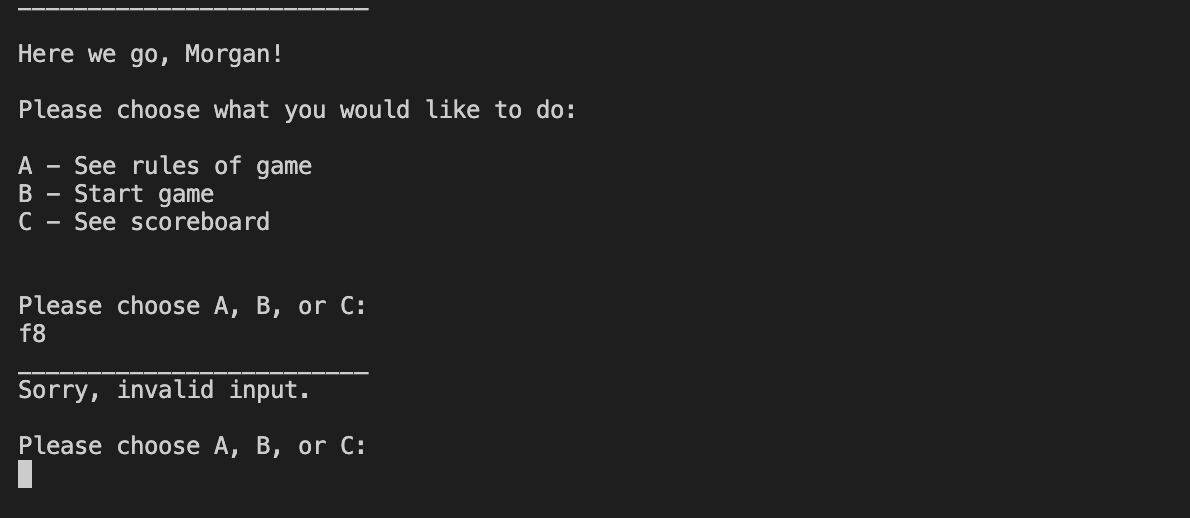 _________________________
Here we go, Morgan!
Please choose what you would like to do:
A – See rules of game
B – Start game
C – See scoreboard
Please choose A, B, or C:
f8
_________________________
Sorry, invalid input.
Please choose A, B, or C: